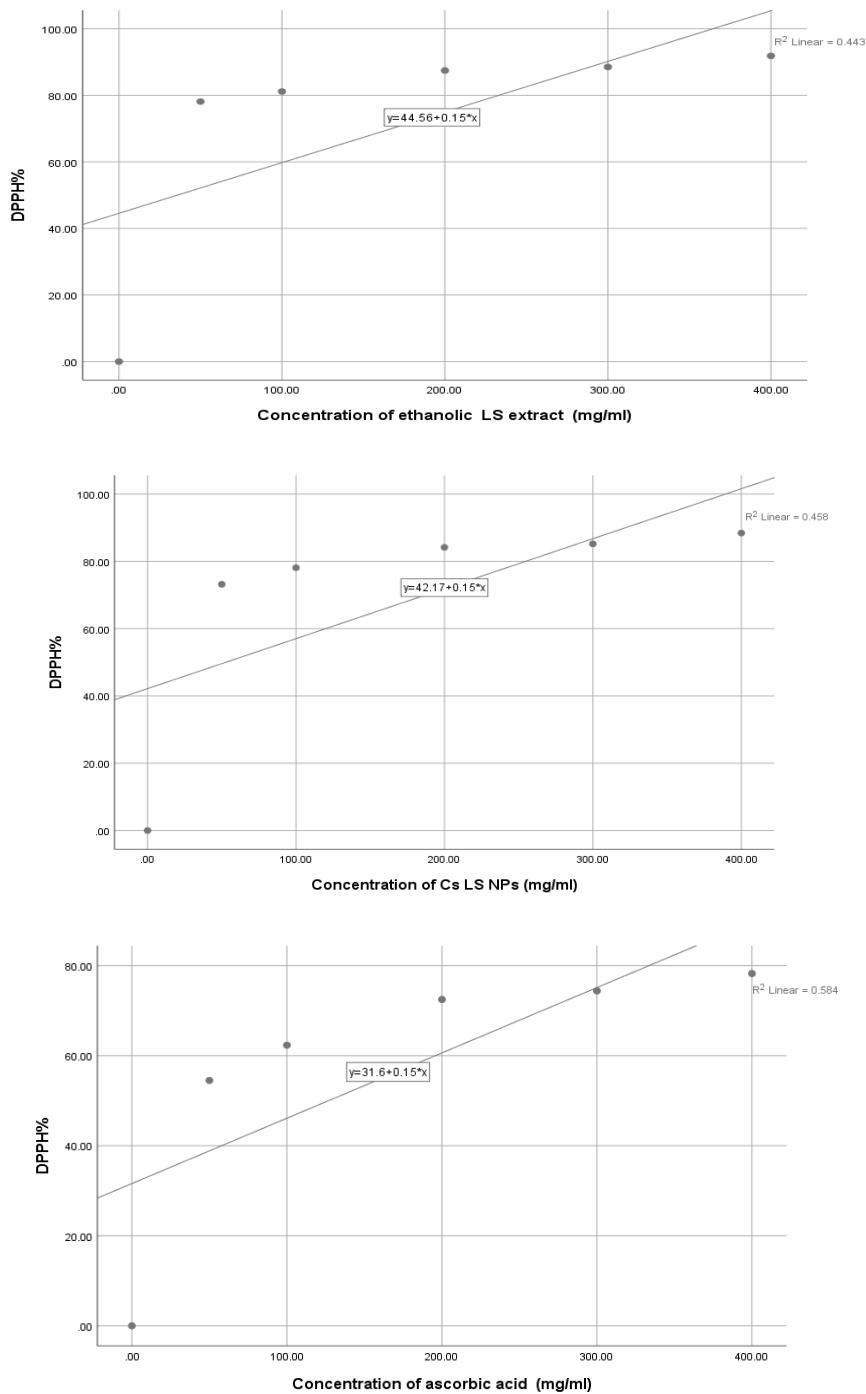 100.00
R² Linear = 0.443
80.00
y=44.56+0.15*x
60.00
DPPH%
40.00
20.00
.00
.00 100.00 200.00 300.00 400.00
Concentration of ethanolic LS extract (mg/ml)
100.00
R² Linear = 0.458
80.00
y=42.17+0.15*x
60.00
DPPH%
40.00
20.00
.00
.00 100.00 200.00 300.00 400.00
Concentration of Cs LS NPs (mg/ml)
80.00
R² Linear = 0.584
60.00
y=31.6+0.15*x
40.00
DPPH%
20.00
.00
.00 100.00 200.00 300.00 400.00
Concentration of ascorbic acid (mg/ml)